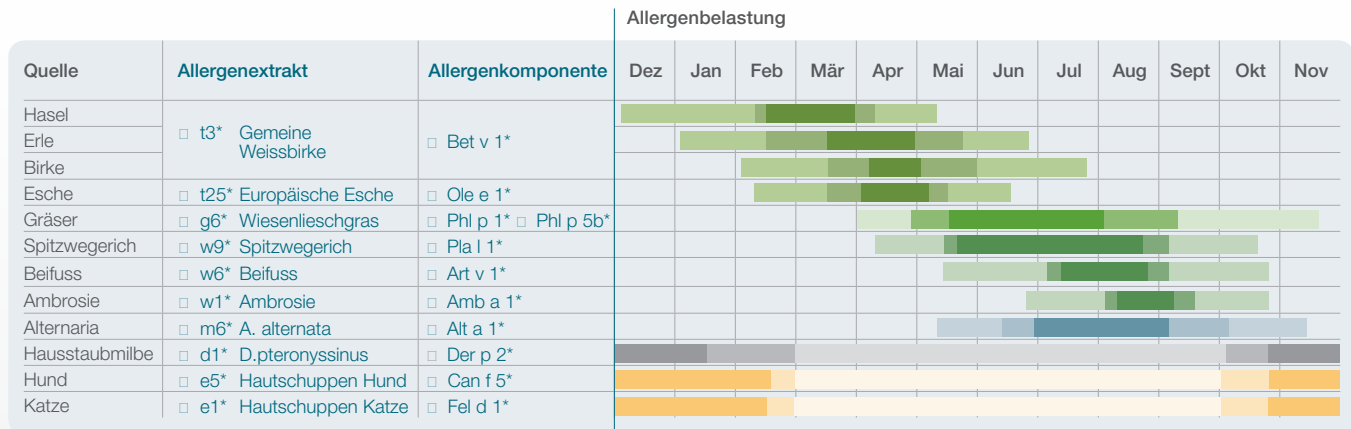 Allergenbelastung
Quelle Allergenextrakt Allergenkomponente Dez Jan Feb Mär Apr Mai Jun Jul Aug Sept Okt Nov
Hasel
Erle
Birke
□ t3* Gemeine
Weissbirke
□ Bet v 1*
Esche □ t25* Europäische Esche □ Ole e 1*
Gräser □ g6* Wiesenlieschgras □ Phl p 1* □ Phl p 5b*
Spitzwegerich □ w9* Spitzwegerich □ Pla l 1*
Beifuss □ w6* Beifuss □ Art v 1*
Ambrosie □ w1* Ambrosie □ Amb a 1*
Alternaria □ m6* A. alternata □ Alt a 1*
Hausstaubmilbe □ d1* D.pteronyssinus □ Der p 2*
Hund □ e5* Hautschuppen Hund □ Can f 5*
Katze □ e1* Hautschuppen Katze □ Fel d 1*